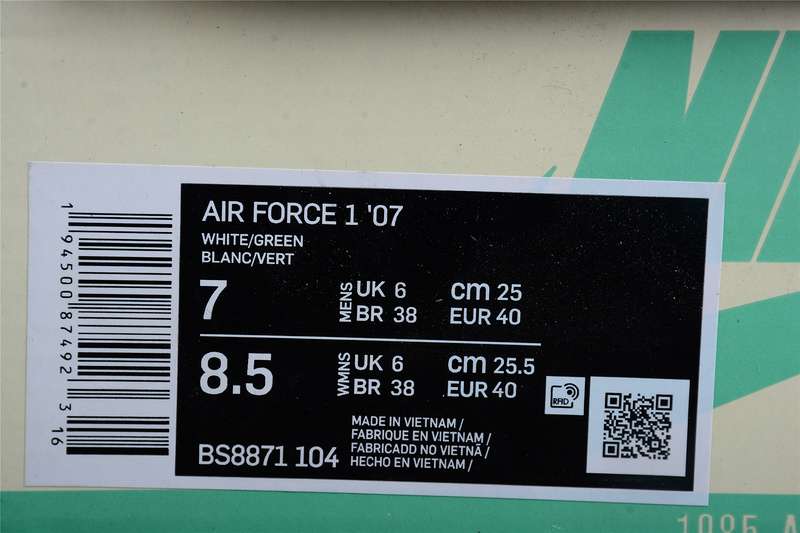 AIR FORCE 1 '07
WHITE/GREEN
BLANC/VERT
7 MENS UK 6 cm 25
BR 38 EUR 40
8.5 WMNS UK 6 cm 25.5
BR 38 EUR 40
RFID
BS8871 104
MADE IN VIETNAM /
FABRIQUE EN VIETNAM /
FABRICADO NO VIETNÃ /
HECHO EN VIETNAM /
1 94500 87492 3 16